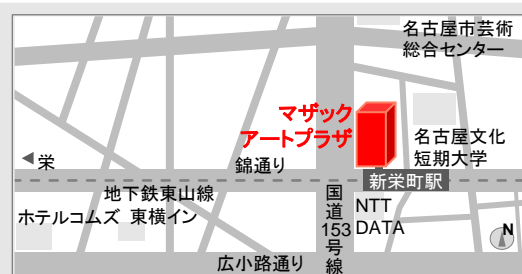 名古屋市芸術
総合センター
マザック
アートプラザ
名古屋文化
短期大学
栄
錦通り
新栄町駅
地下鉄東山線
国道153号線
NTT
DATA
ホテルコムズ 東横イン
広小路通り
N